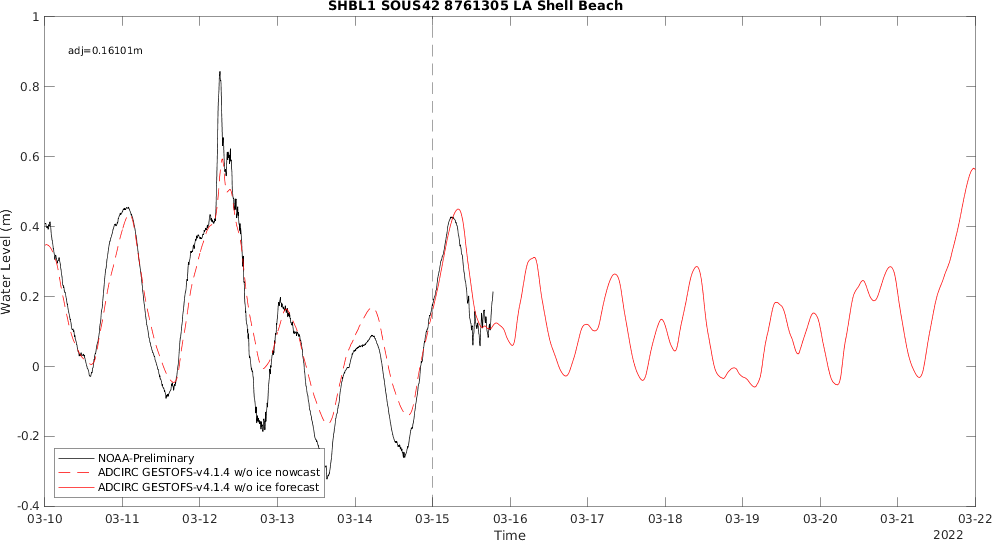 SHBL1 SOUS42 8761305 LA Shell Beach
adj=0.16101m
Water Level (m)
1
0.8
0.6
0.4
0.2
0
-0.2
-0.4
NOAA-Preliminary
ADCIRC GESTOFS-v4.1.4 w/o ice nowcast
ADCIRC GESTOFS-v4.1.4 w/o ice forecast
03-10 03-11 03-12 03-13 03-14 03-15 03-16 03-17 03-18 03-19 03-20 03-21 03-22
Time
2022